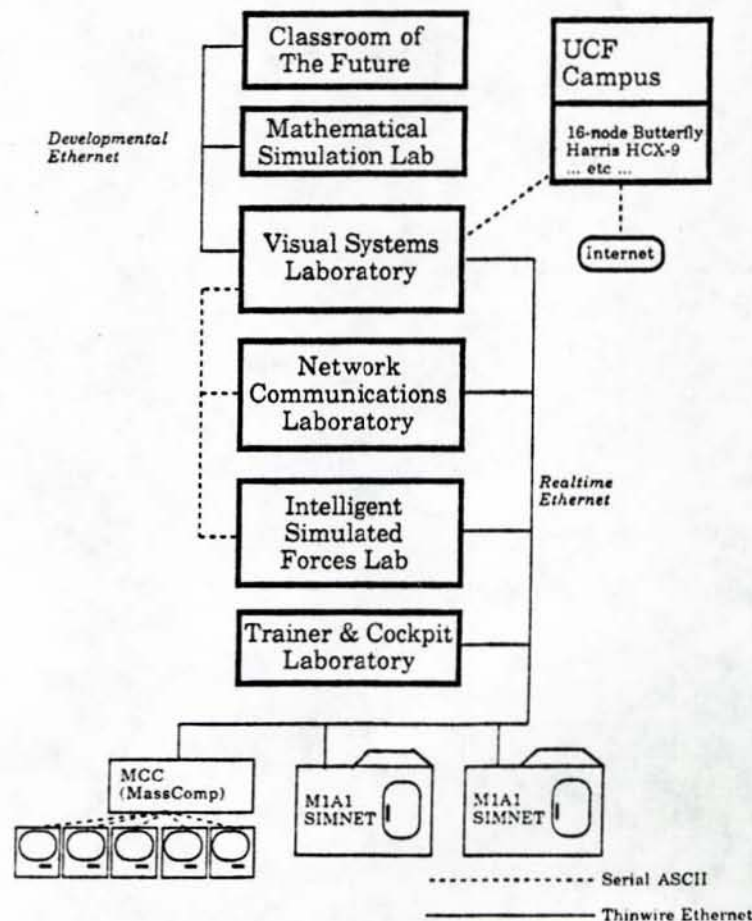 Classroom of
The Future
UCF
Campus
Developmental
Ethernet
Mathematical
Simulation Lab
16-node Butterfly
Harris HCX-9
... etc ...
Visual Systems
Laboratory
Internet
Network
Communications
Laboratory
Realtime
Ethernet
Intelligent
Simulated
Forces Lab
Trainer & Cockpit
Laboratory
MCC
(MassComp)
M1A1
SIMNET
M1A1
SIMNET
Serial ASCII
Thinwire Ethernet